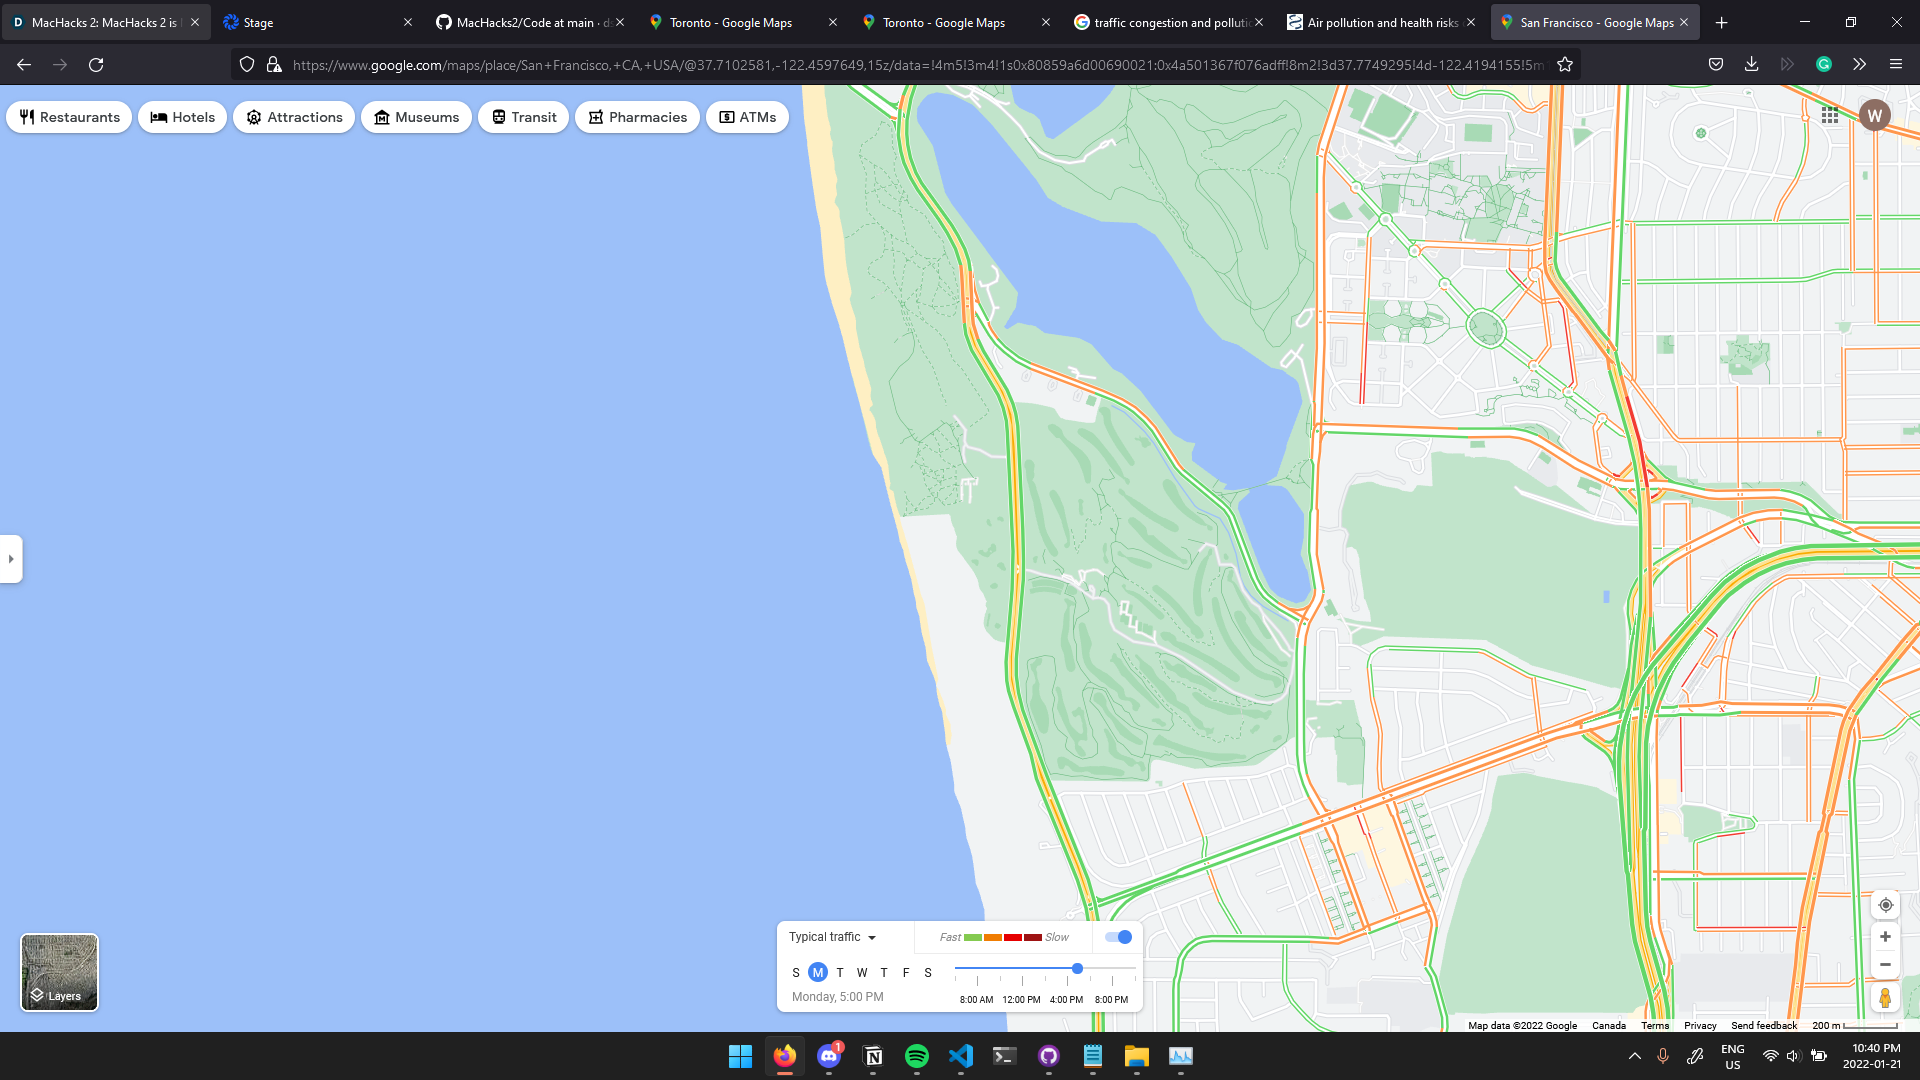 MacHacks 2: MacHacks 2 is
Stage
MacHacks2/Code at main · ds
Toronto - Google Maps
Toronto - Google Maps
traffic congestion and pollutio
Air pollution and health risks
San Francisco - Google Maps
https://www.google.com/maps/place/San+Francisco,+CA,+USA/@37.7102581,-122.4597649,15z/data=!4m5!3m4!1s0x80859a6d00690021:0x4a501367f076adff!8m2!3d37.7749295!4d-122.4194155!5m
Restaurants
Hotels
Attractions
Museums
Transit
Pharmacies
ATMs
W
Layers
Typical traffic
Fast
Slow
S M T W T F S
Monday, 5:00 PM
8:00 AM 12:00 PM 4:00 PM 8:00 PM
Map data ©2022 Google
Canada
Terms
Privacy
Send feedback
200 m
1
ENG
US
10:40 PM
2022-01-21